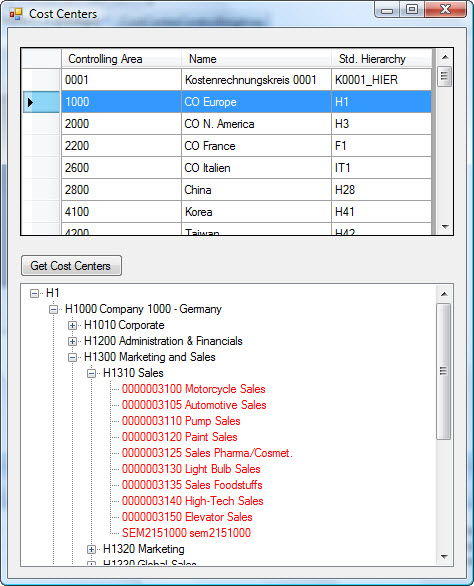 Cost Centers
Controlling Area Name Std. Hierarchy
0001 Kostenrechnungskreis 0001 K0001_HIER
1000 CO Europe H1
2000 CO N. America H3
2200 CO France F1
2600 CO Italien IT1
2800 China H28
4100 Korea H41
4200 Taiwan H42
Get Cost Centers
H1
H1000 Company 1000 - Germany
H1010 Corporate
H1200 Administration & Financials
H1300 Marketing and Sales
H1310 Sales
0000003100 Motorcycle Sales
0000003105 Automotive Sales
0000003110 Pump Sales
0000003120 Paint Sales
0000003125 Sales Pharma/Cosmet.
0000003130 Light Bulb Sales
0000003135 Sales Foodstuffs
0000003140 High-Tech Sales
0000003150 Elevator Sales
SEM2151000 sem2151000
H1320 Marketing
H1330 Global Sales